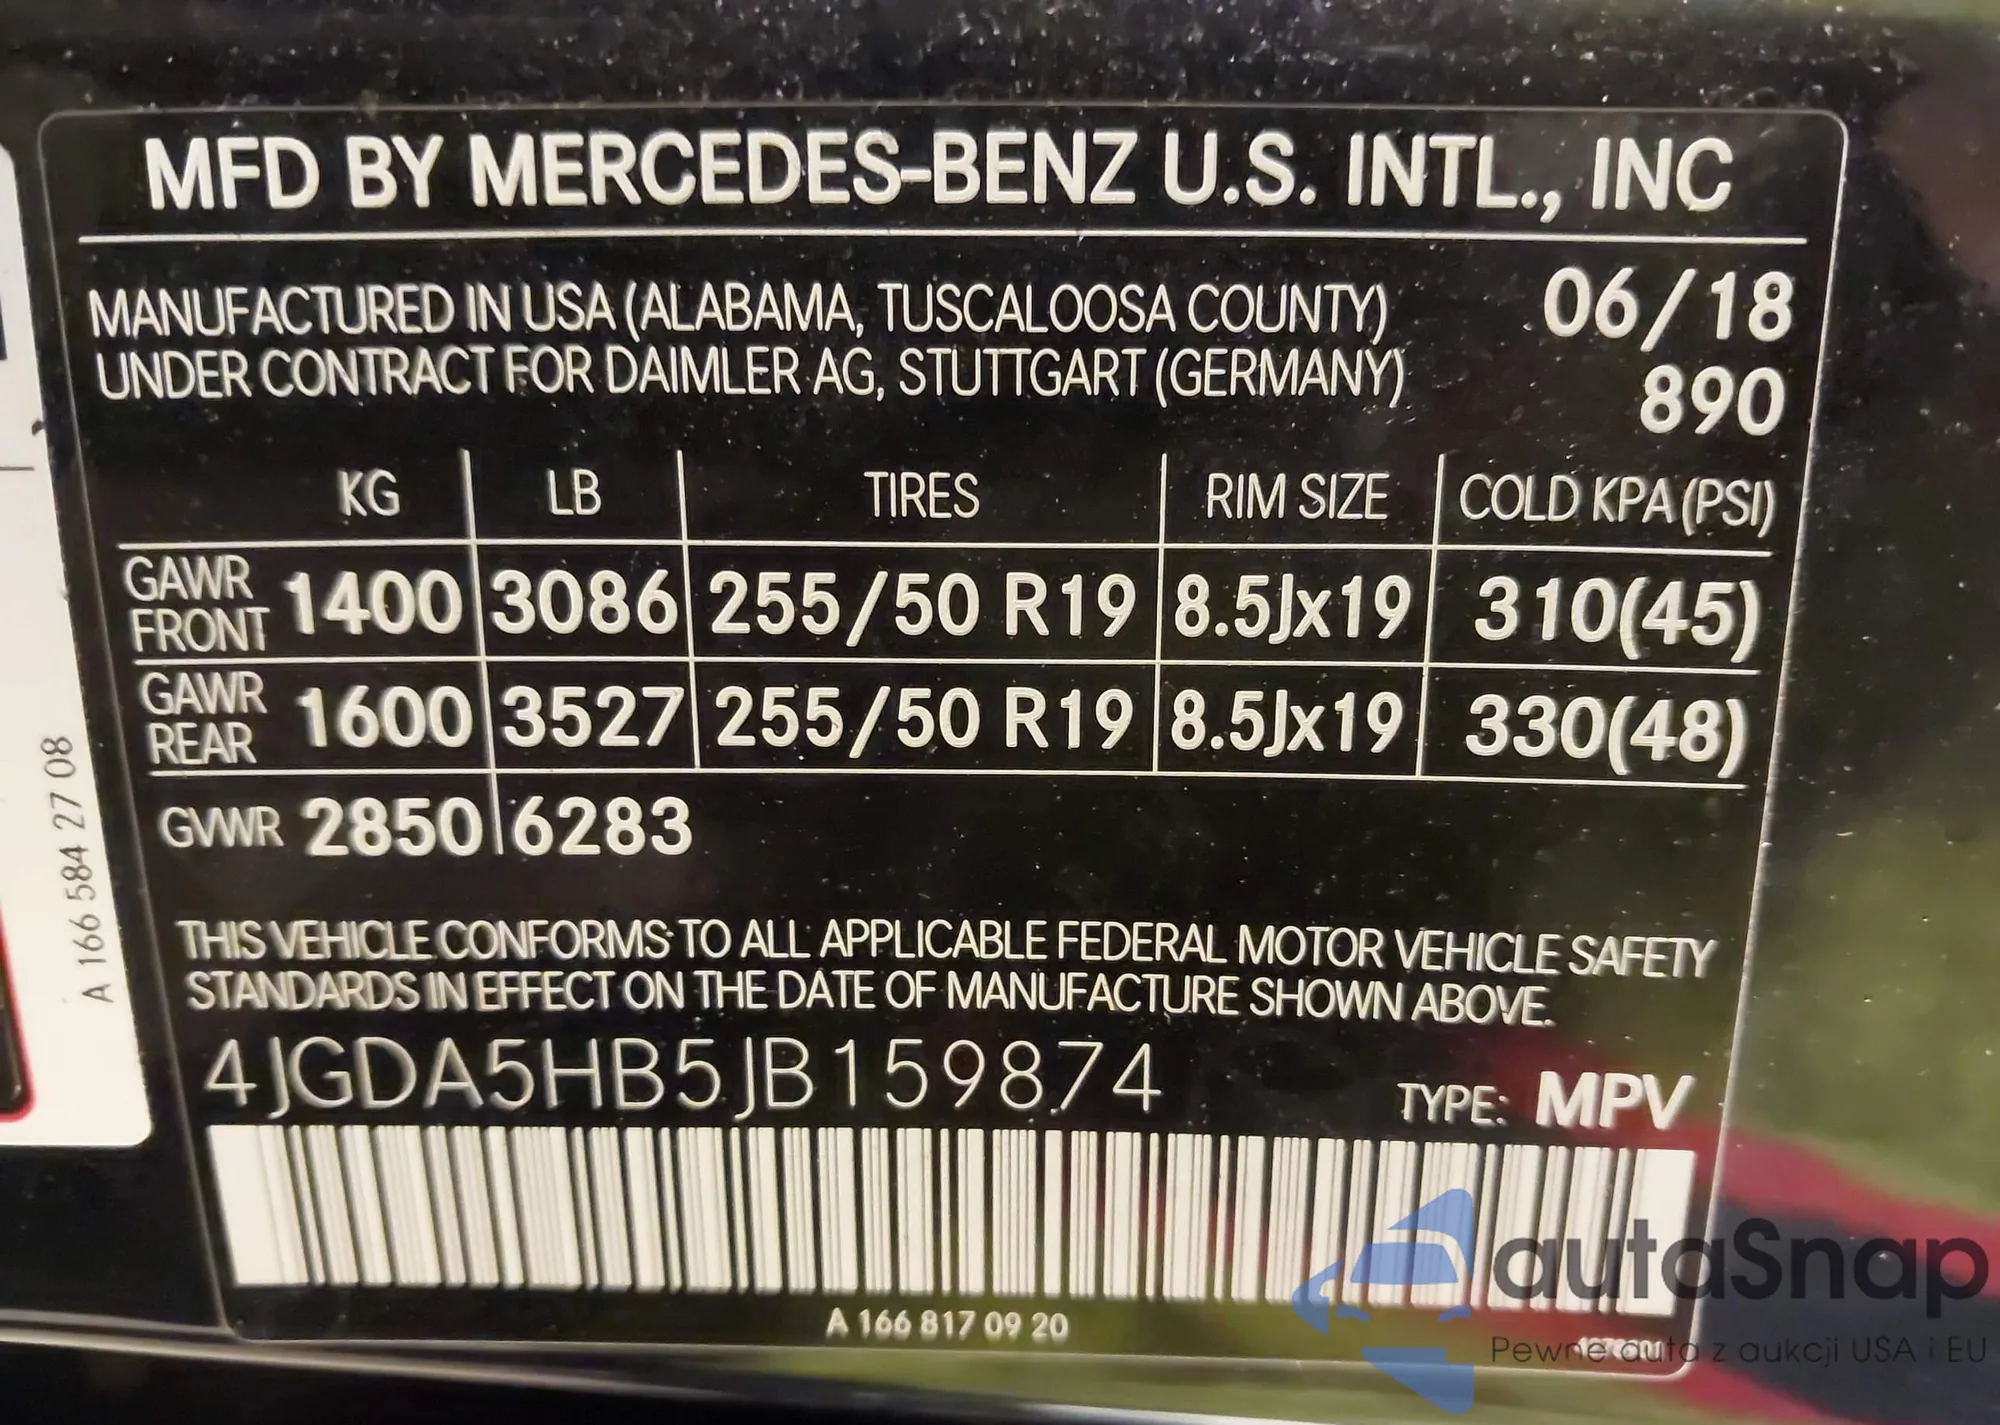 MFD BY MERCEDES-BENZ U.S. INTL., INC
MANUFACTURED IN USA (ALABAMA, TUSCALOOSA COUNTY) 06/18
UNDER CONTRACT FOR DAIMLER AG, STUTTGART (GERMANY) 890
KG LB TIRES RIM SIZE COLD KPA (PSI)
GAWR FRONT 1400 3086 255/50 R19 8.5Jx19 310(45)
GAWR REAR 1600 3527 255/50 R19 8.5Jx19 330(48)
GVWR 2850 6283
THIS VEHICLE CONFORMS TO ALL APPLICABLE FEDERAL MOTOR VEHICLE SAFETY
STANDARDS IN EFFECT ON THE DATE OF MANUFACTURE SHOWN ABOVE.
4JGDA5HB5JB159874 TYPE: MPV
A 166 817 09 20
A 166 584 27 08
autaSnap
Pewne auta z aukcji USA i EU